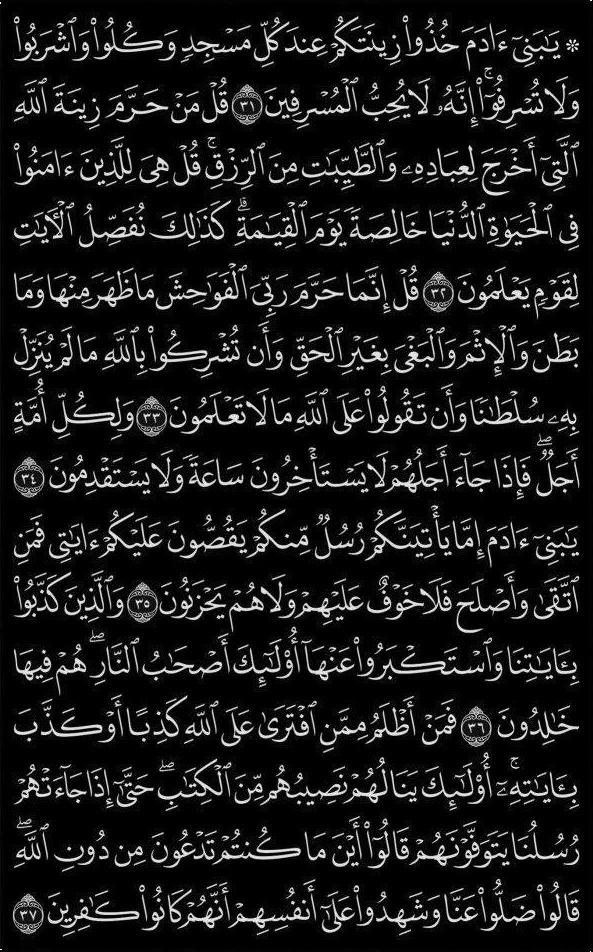 ۞ يَـٰبَنِىٓ ءَادَمَ خُذُوا۟ زِينَتَكُمْ عِندَ كُلِّ مَسْجِدٍ وَكُلُوا۟ وَٱشْرَبُوا۟
وَلَا تُسْرِفُوٓا۟ ۚ إِنَّهُۥ لَا يُحِبُّ ٱلْمُسْرِفِينَ ٣١ قُلْ مَنْ حَرَّمَ زِينَةَ ٱللَّهِ
ٱلَّتِىٓ أَخْرَجَ لِعِبَادِهِۦ وَٱلطَّيِّبَـٰتِ مِنَ ٱلرِّزْقِ ۚ قُلْ هِىَ لِلَّذِينَ ءَامَنُوا۟
فِى ٱلْحَيَوٰةِ ٱلدُّنْيَا خَالِصَةً يَوْمَ ٱلْقِيَـٰمَةِ ۗ كَذَٰلِكَ نُفَصِّلُ ٱلْـَٔايَـٰتِ
لِقَوْمٍ يَعْلَمُونَ ٣٢ قُلْ إِنَّمَا حَرَّمَ رَبِّىَ ٱلْفَوَٰحِشَ مَا ظَهَرَ مِنْهَا وَمَا
بَطَنَ وَٱلْإِثْمَ وَٱلْبَغْىَ بِغَيْرِ ٱلْحَقِّ وَأَن تُشْرِكُوا۟ بِٱللَّهِ مَا لَمْ يُنَزِّلْ
بِهِۦ سُلْطَـٰنًا وَأَن تَقُولُوا۟ عَلَى ٱللَّهِ مَا لَا تَعْلَمُونَ ٣٣ وَلِكُلِّ أُمَّةٍ
أَجَلٌ ۖ فَإِذَا جَآءَ أَجَلُهُمْ لَا يَسْتَأْخِرُونَ سَاعَةً ۖ وَلَا يَسْتَقْدِمُونَ ٣٤
يَـٰبَنِىٓ ءَادَمَ إِمَّا يَأْتِيَنَّكُمْ رُسُلٌ مِّنكُمْ يَقُصُّونَ عَلَيْكُمْ ءَايَـٰتِى ۙ فَمَنِ
ٱتَّقَىٰ وَأَصْلَحَ فَلَا خَوْفٌ عَلَيْهِمْ وَلَا هُمْ يَحْزَنُونَ ٣٥ وَٱلَّذِينَ كَذَّبُوا۟
بِـَٔايَـٰتِنَا وَٱسْتَكْبَرُوا۟ عَنْهَآ أُو۟لَـٰٓئِكَ أَصْحَـٰبُ ٱلنَّارِ ۖ هُمْ فِيهَا
خَـٰلِدُونَ ٣٦ فَمَنْ أَظْلَمُ مِمَّنِ ٱفْتَرَىٰ عَلَى ٱللَّهِ كَذِبًا أَوْ كَذَّبَ
بِـَٔايَـٰتِهِۦٓ ۚ أُو۟لَـٰٓئِكَ يَنَالُهُمْ نَصِيبُهُم مِّنَ ٱلْكِتَـٰبِ ۖ حَتَّىٰٓ إِذَا جَآءَتْهُمْ
رُسُلُنَا يَتَوَفَّوْنَهُمْ قَالُوٓا۟ أَيْنَ مَا كُنتُمْ تَدْعُونَ مِن دُونِ ٱللَّهِ ۖ
قَالُوا۟ ضَلُّوا۟ عَنَّا وَشَهِدُوا۟ عَلَىٰٓ أَنفُسِهِمْ أَنَّهُمْ كَانُوا۟ كَـٰفِرِينَ ٣٧